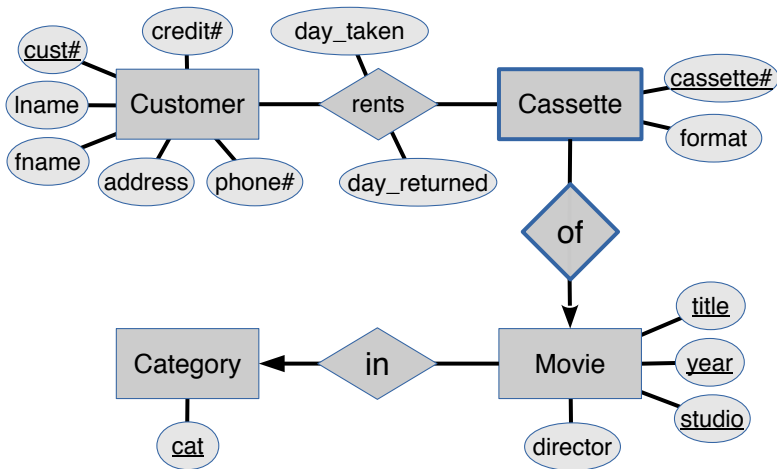 credit#
day_taken
cust#
cassette#
lname
Customer
rents
Cassette
fname
format
address
phone#
day_returned
of
title
Category
in
Movie
year
studio
cat
director